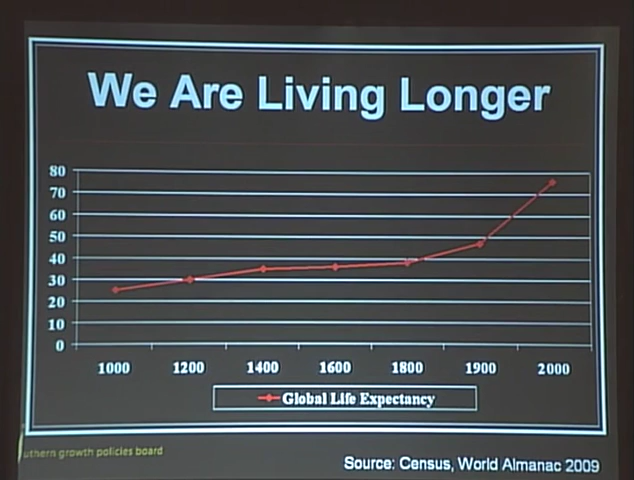 We Are Living Longer
80
70
60
50
40
30
20
10
0
1000 1200 1400 1600 1800 1900 2000
Global Life Expectancy
uthern growth policies board
Source: Census, World Almanac 2009